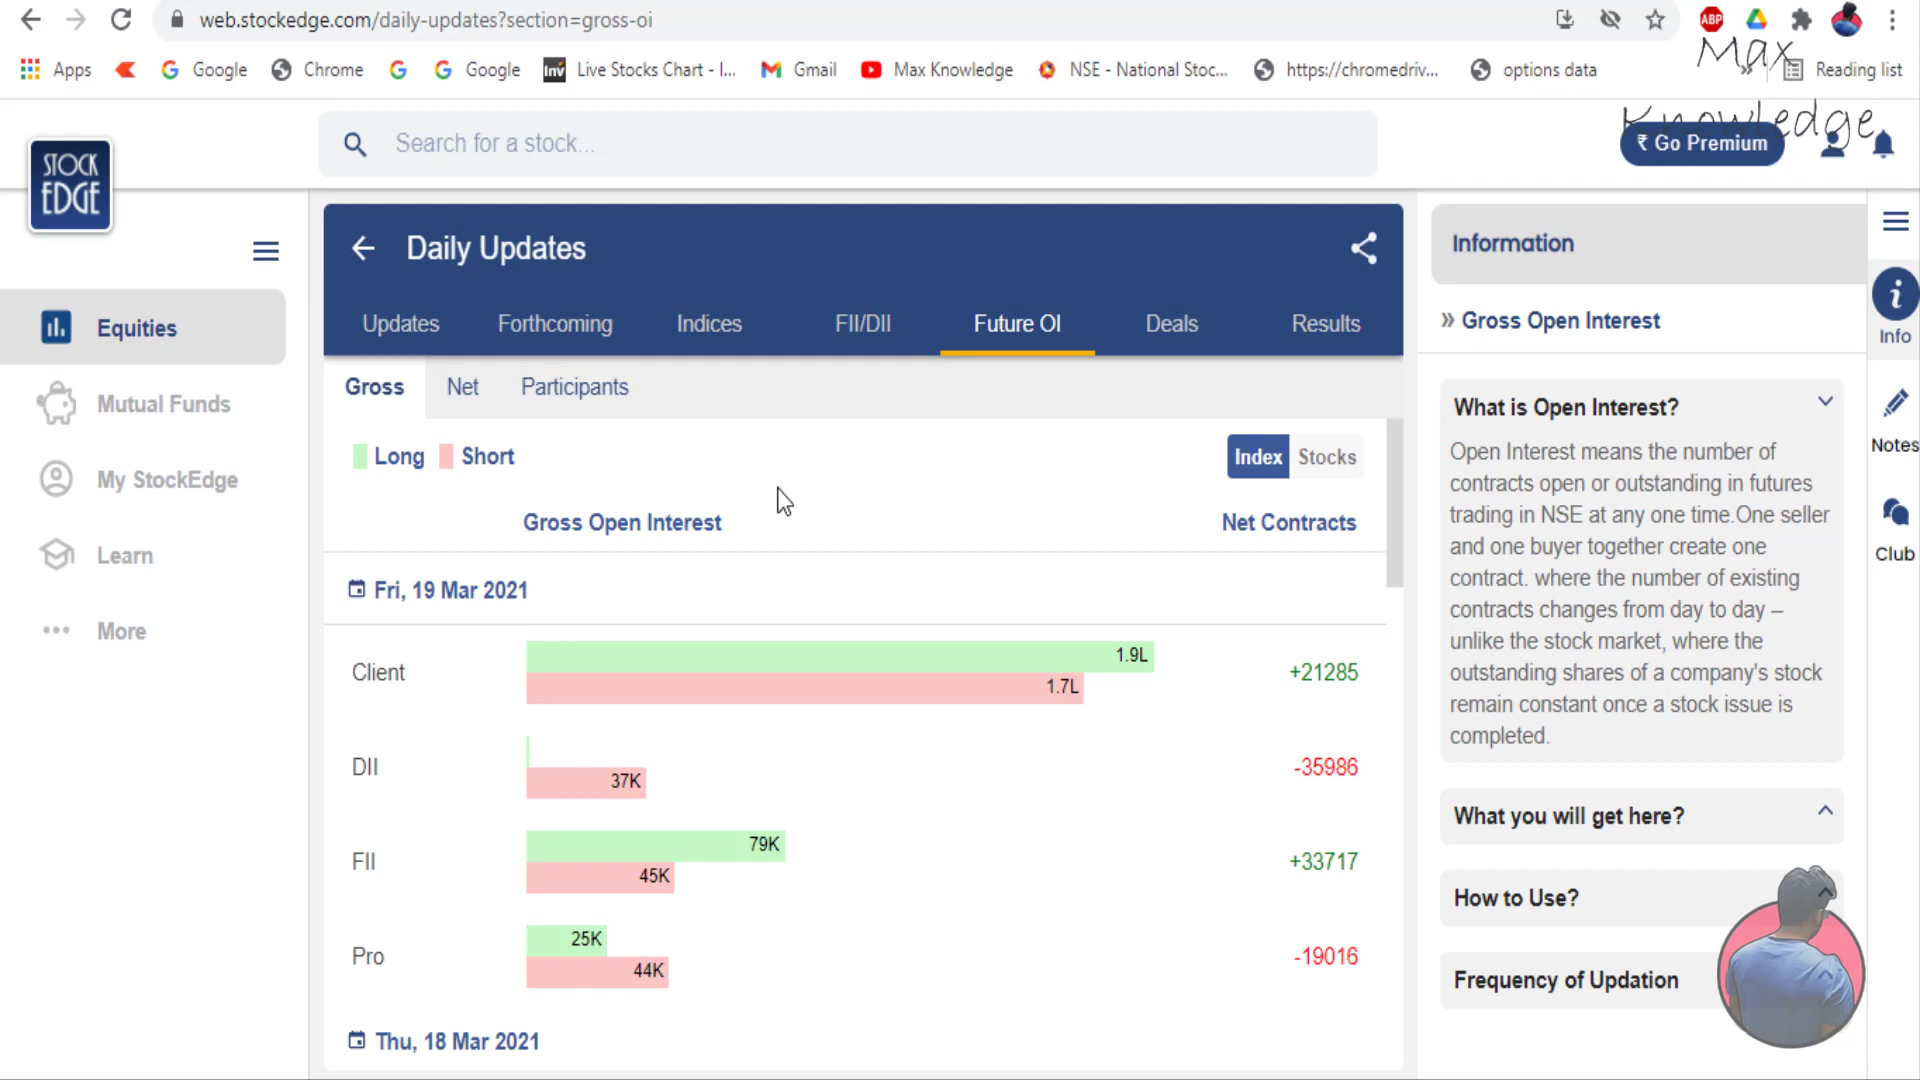 web.stockedge.com/daily-updates?section=gross-oi
ABP
Apps Google Chrome Google Inv Live Stocks Chart - I... Gmail Max Knowledge NSE - National Stoc... https://chromedriv... options data » Reading list
Max
Knowledge
STOCK
EDGE
Search for a stock...
₹ Go Premium
Daily Updates
Updates Forthcoming Indices FII/DII Future OI Deals Results
Gross Net Participants
Long Short
Index Stocks
Gross Open Interest Net Contracts
Fri, 19 Mar 2021
Client 1.9L +21285
1.7L
DII 37K -35986
FII 79K +33717
45K
Pro 25K -19016
44K
Thu, 18 Mar 2021
Equities
Mutual Funds
My StockEdge
Learn
More
Information
» Gross Open Interest
What is Open Interest?
Open Interest means the number of
contracts open or outstanding in futures
trading in NSE at any one time.One seller
and one buyer together create one
contract. where the number of existing
contracts changes from day to day –
unlike the stock market, where the
outstanding shares of a company's stock
remain constant once a stock issue is
completed.
What you will get here?
How to Use?
Frequency of Updation
Info
Notes
Club